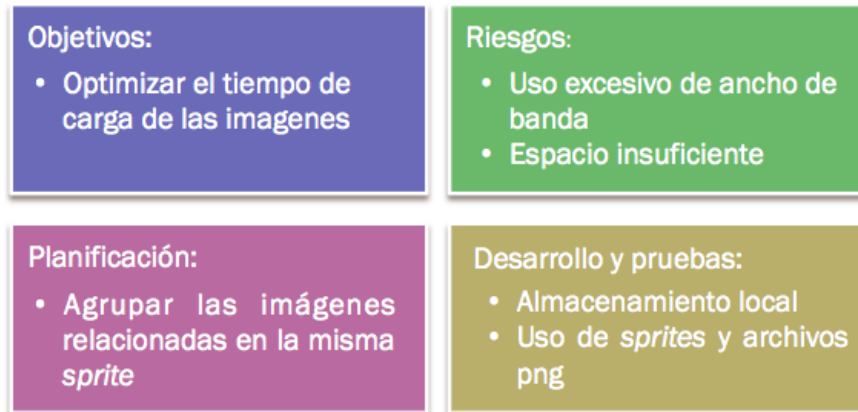 Objetivos:
• Optimizar el tiempo de
carga de las imagenes
Riesgos:
• Uso excesivo de ancho de
banda
• Espacio insuficiente
Planificación:
• Agrupar las imágenes
relacionadas en la misma
sprite
Desarrollo y pruebas:
• Almacenamiento local
• Uso de sprites y archivos
png